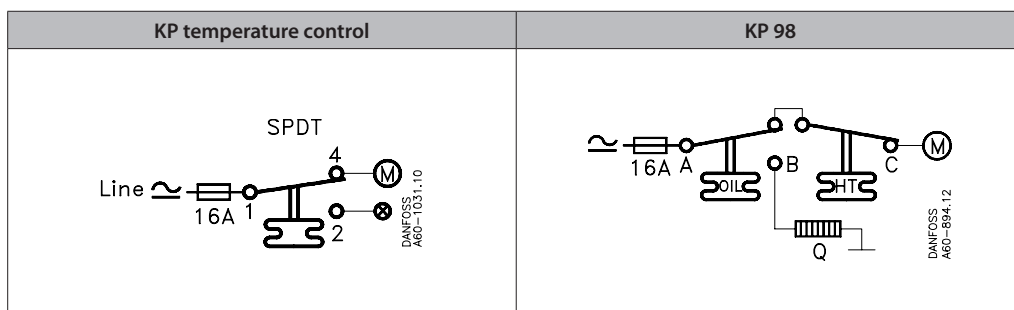 KP temperature control
KP 98
SPDT
4
M
Line
16A
1
2
DANFOSS
A60-1031.10
16A
A
B
C
M
OIL
HT
Q
DANFOSS
A60-894.12